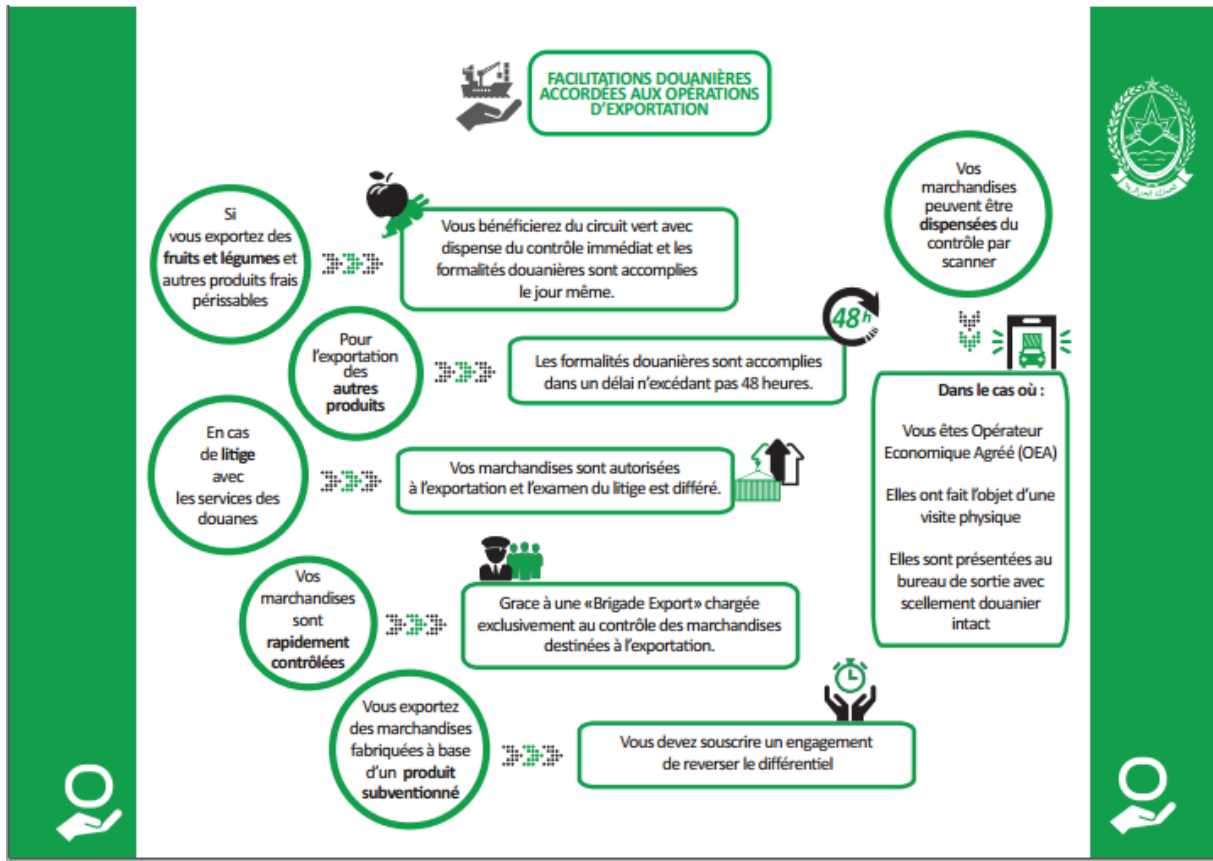 FACILITATIONS DOUANIÈRES
ACCORDÉES AUX OPÉRATIONS
D'EXPORTATION
Si
vous exportez des
fruits et légumes et
autres produits frais
périssables
Vous bénéficierez du circuit vert avec
dispense du contrôle immédiat et les
formalités douanières sont accomplies
le jour même.
Pour
l'exportation
des
autres
produits
48h
Les formalités douanières sont accomplies
dans un délai n'excédant pas 48 heures.
En cas
de litige
avec
les services des
douanes
Vos marchandises sont autorisées
à l'exportation et l'examen du litige est différé.
Vos
marchandises
sont
rapidement
contrôlées
Grace à une «Brigade Export» chargée
exclusivement au contrôle des marchandises
destinées à l'exportation.
Vous exportez
des marchandises
fabriquées à base
d'un produit
subventionné
Vous devez souscrire un engagement
de reverser le différentiel
Vos
marchandises
peuvent être
dispensées du
contrôle par
scanner
Dans le cas où :
Vous êtes Opérateur
Economique Agréé (OEA)
Elles ont fait l'objet d'une
visite physique
Elles sont présentées au
bureau de sortie avec
scellement douanier
intact